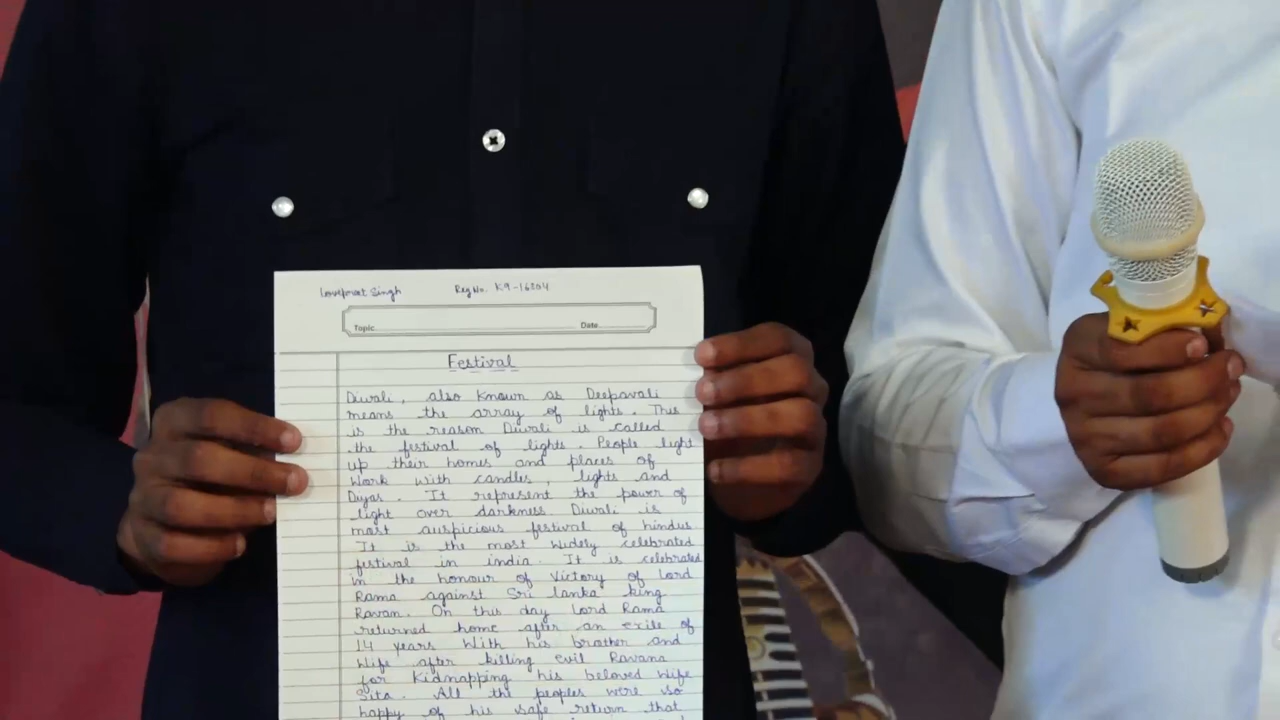 Lovepreet Singh Reg No. K9-16204
Topic Date
Festival
Diwali, also known as Deepavali
means the array of lights. This
is the reason Diwali is called
the festival of lights. People light
up their homes and places of
work with candles, lights and
Diyas. It represent the power of
light over darkness. Diwali is
most auspicious festival of hindus
It is the most widely celebrated
festival in india. It is celebrated
in the honour of victory of Lord
Rama against Sri lanka king
Ravan. On this day lord Rama
returned home after an exile of
14 years with his brother and
wife after killing evil Ravana
for kidnapping his beloved wife
Sita. All the peoples were so
happy of his safe return that